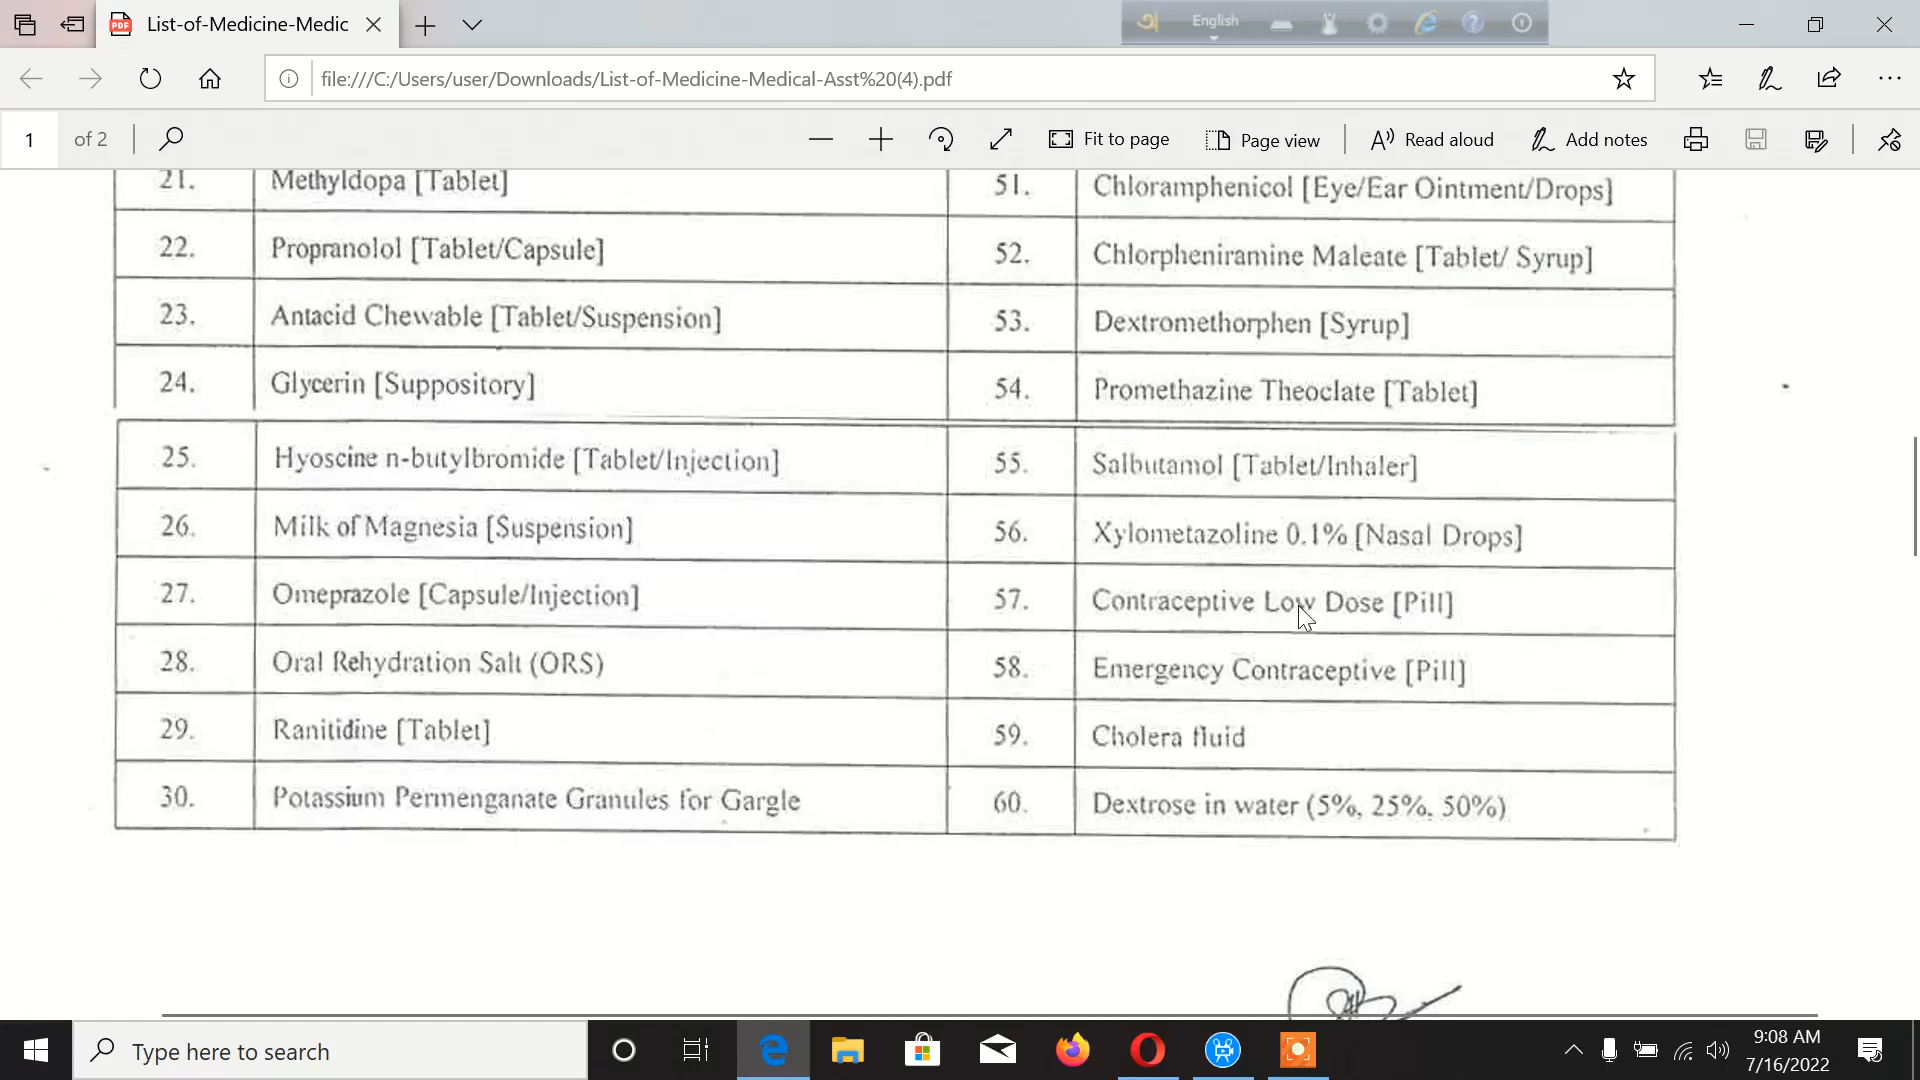 List-of-Medicine-Medic
English
file:///C:/Users/user/Downloads/List-of-Medicine-Medical-Asst%20(4).pdf
1 of 2
Fit to page
Page view
Read aloud
Add notes
21. Methyldopa [Tablet] 51. Chloramphenicol [Eye/Ear Ointment/Drops]
22. Propranolol [Tablet/Capsule] 52. Chlorpheniramine Maleate [Tablet/ Syrup]
23. Antacid Chewable [Tablet/Suspension] 53. Dextromethorphen [Syrup]
24. Glycerin [Suppository] 54. Promethazine Theoclate [Tablet]
25. Hyoscine n-butylbromide [Tablet/Injection] 55. Salbutamol [Tablet/Inhaler]
26. Milk of Magnesia [Suspension] 56. Xylometazoline 0.1% [Nasal Drops]
27. Omeprazole [Capsule/Injection] 57. Contraceptive Low Dose [Pill]
28. Oral Rehydration Salt (ORS) 58. Emergency Contraceptive [Pill]
29. Ranitidine [Tablet] 59. Cholera fluid
30. Potassium Permenganate Granules for Gargle 60. Dextrose in water (5%, 25%, 50%)
Type here to search
9:08 AM
7/16/2022